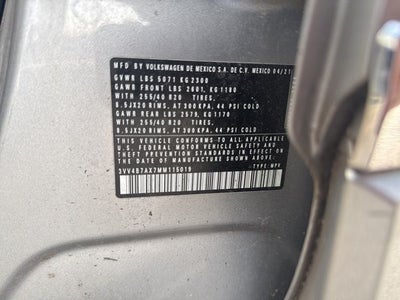 MFD BY VOLKSWAGEN DE MEXICO S.A. DE C.V. MEXICO 04/21
GVWR LBS 5071 KG 2300
GAWR FRONT LBS 2601, KG 1180
WITH 255/40 R20 TIRES,
8.5JX20 RIMS, AT 300 KPA, 44 PSI COLD
GAWR REAR LBS 2579, KG 1170
WITH 255/40 R20 TIRES,
8.5JX20 RIMS, AT 300 KPA, 44 PSI COLD
THIS VEHICLE CONFORMS TO ALL APPLICABLE
U.S. FEDERAL MOTOR VEHICLE SAFETY
STANDARDS IN EFFECT ON
THE DATE OF MANUFACTURE SHOWN ABOVE.
3VV4B7AX7MM115019
TYPE: MPV